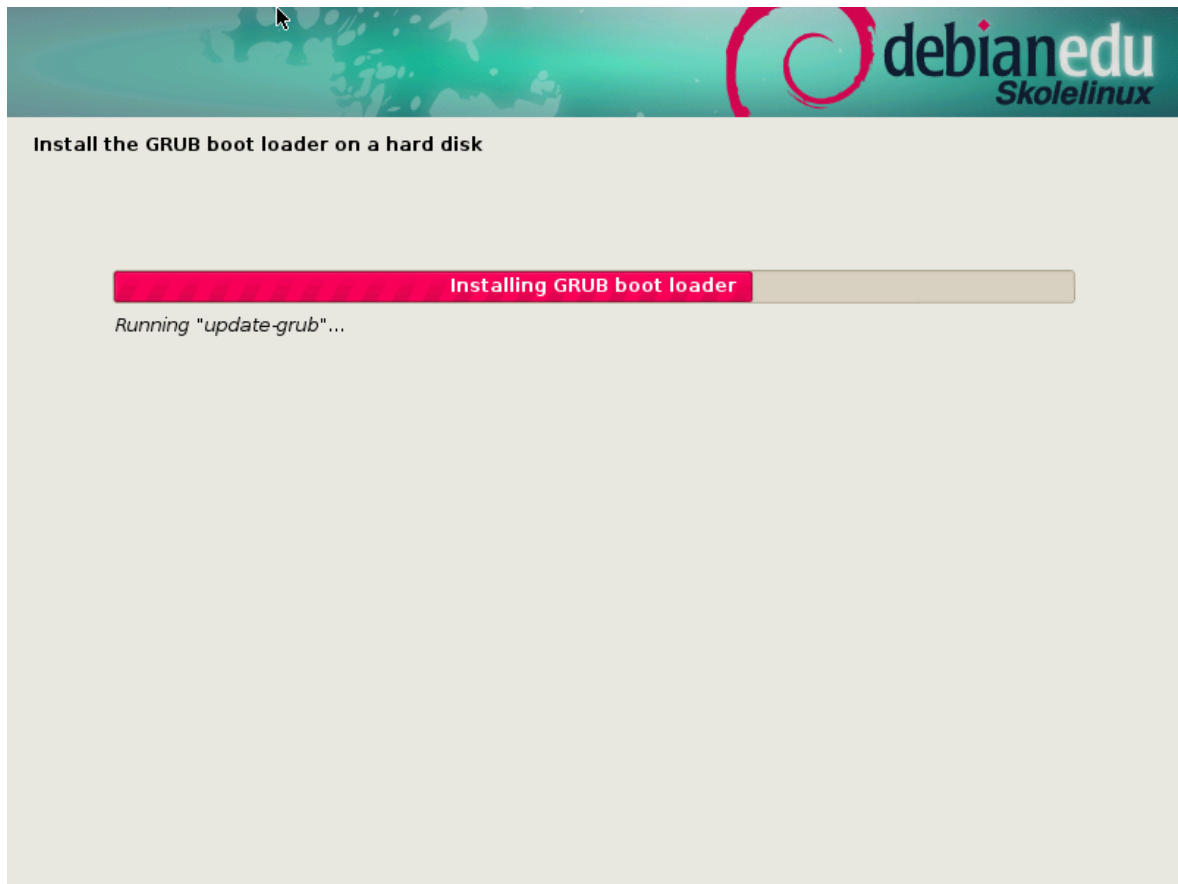 debianedu
Skolelinux
Install the GRUB boot loader on a hard disk
Installing GRUB boot loader
Running "update-grub"...